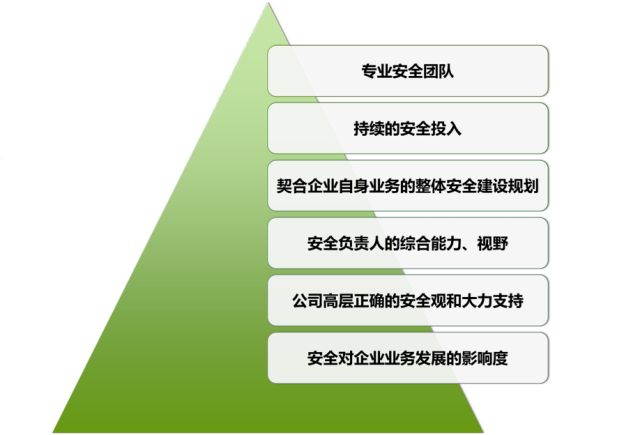 专业安全团队
持续的安全投入
契合企业自身业务的整体安全建设规划
安全负责人的综合能力、视野
公司高层正确的安全观和大力支持
安全对企业业务发展的影响度